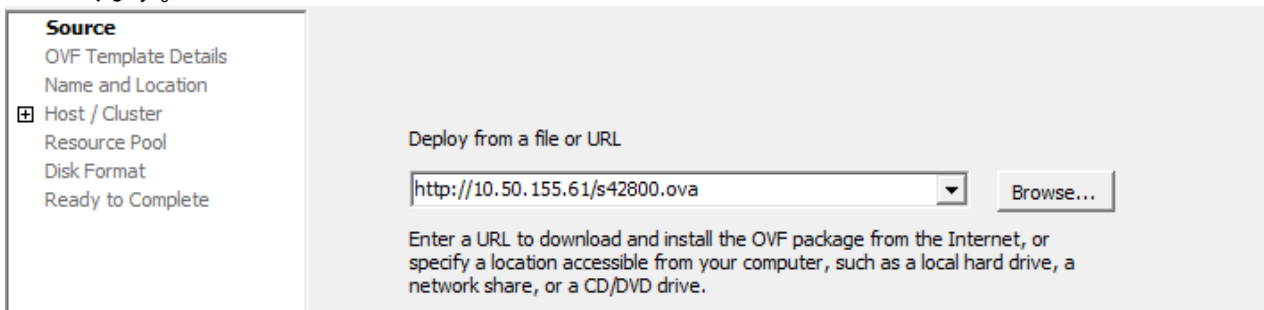 Source
OVF Template Details
Name and Location
Host / Cluster
Resource Pool
Disk Format
Ready to Complete
Deploy from a file or URL
http://10.50.155.61/s42800.ova
Browse...
Enter a URL to download and install the OVF package from the Internet, or
specify a location accessible from your computer, such as a local hard drive, a
network share, or a CD/DVD drive.